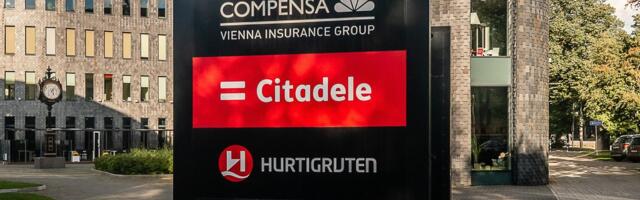 COMPENSA
VIENNA INSURANCE GROUP
= Citadele
H HURTIGRUTEN